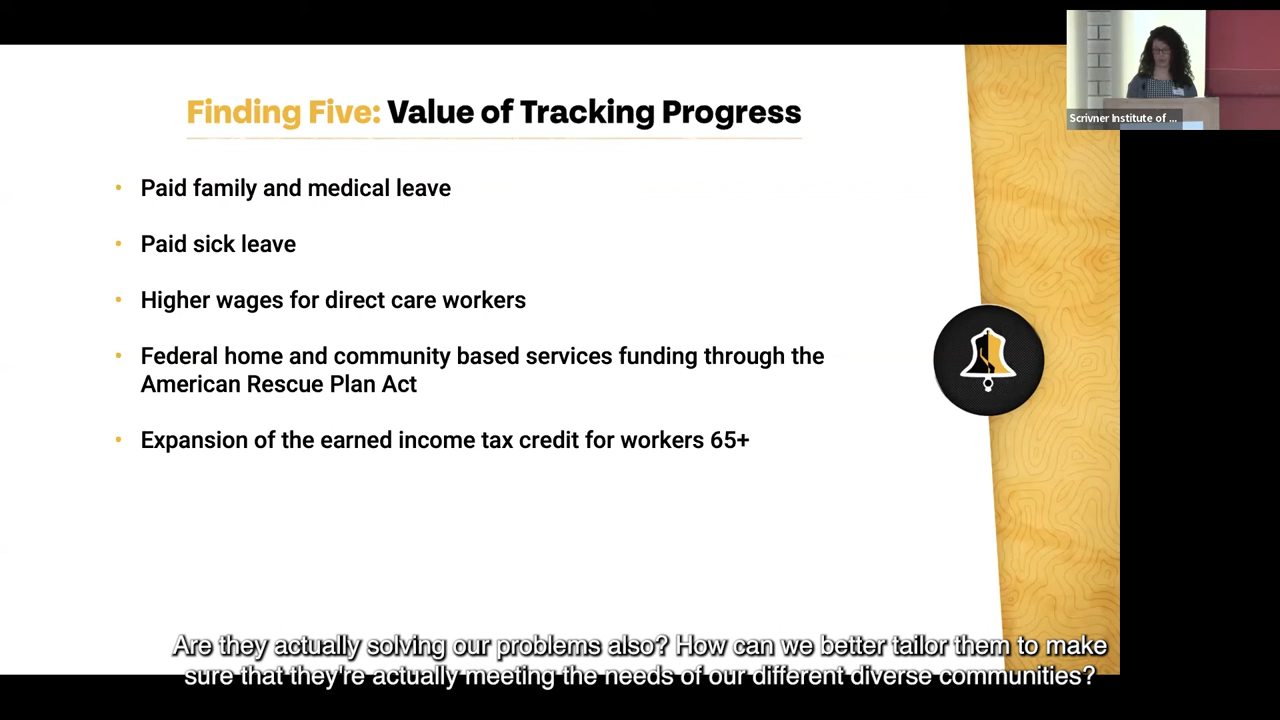 Scrivner Institute of ...
Finding Five: Value of Tracking Progress
• Paid family and medical leave
• Paid sick leave
• Higher wages for direct care workers
• Federal home and community based services funding through the
American Rescue Plan Act
• Expansion of the earned income tax credit for workers 65+
Are they actually solving our problems also? How can we better tailor them to make
sure that they're actually meeting the needs of our different diverse communities?